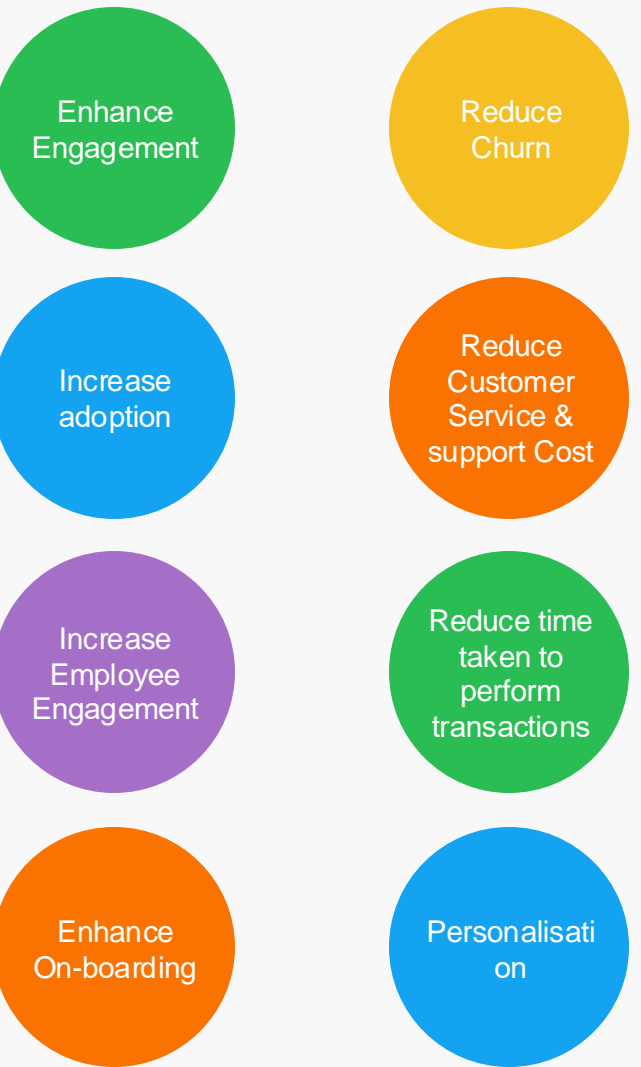 Enhance
Engagement
Reduce
Churn
Increase
adoption
Reduce
Customer
Service &
support Cost
Increase
Employee
Engagement
Reduce time
taken to
perform
transactions
Enhance
On-boarding
Personalisati
on